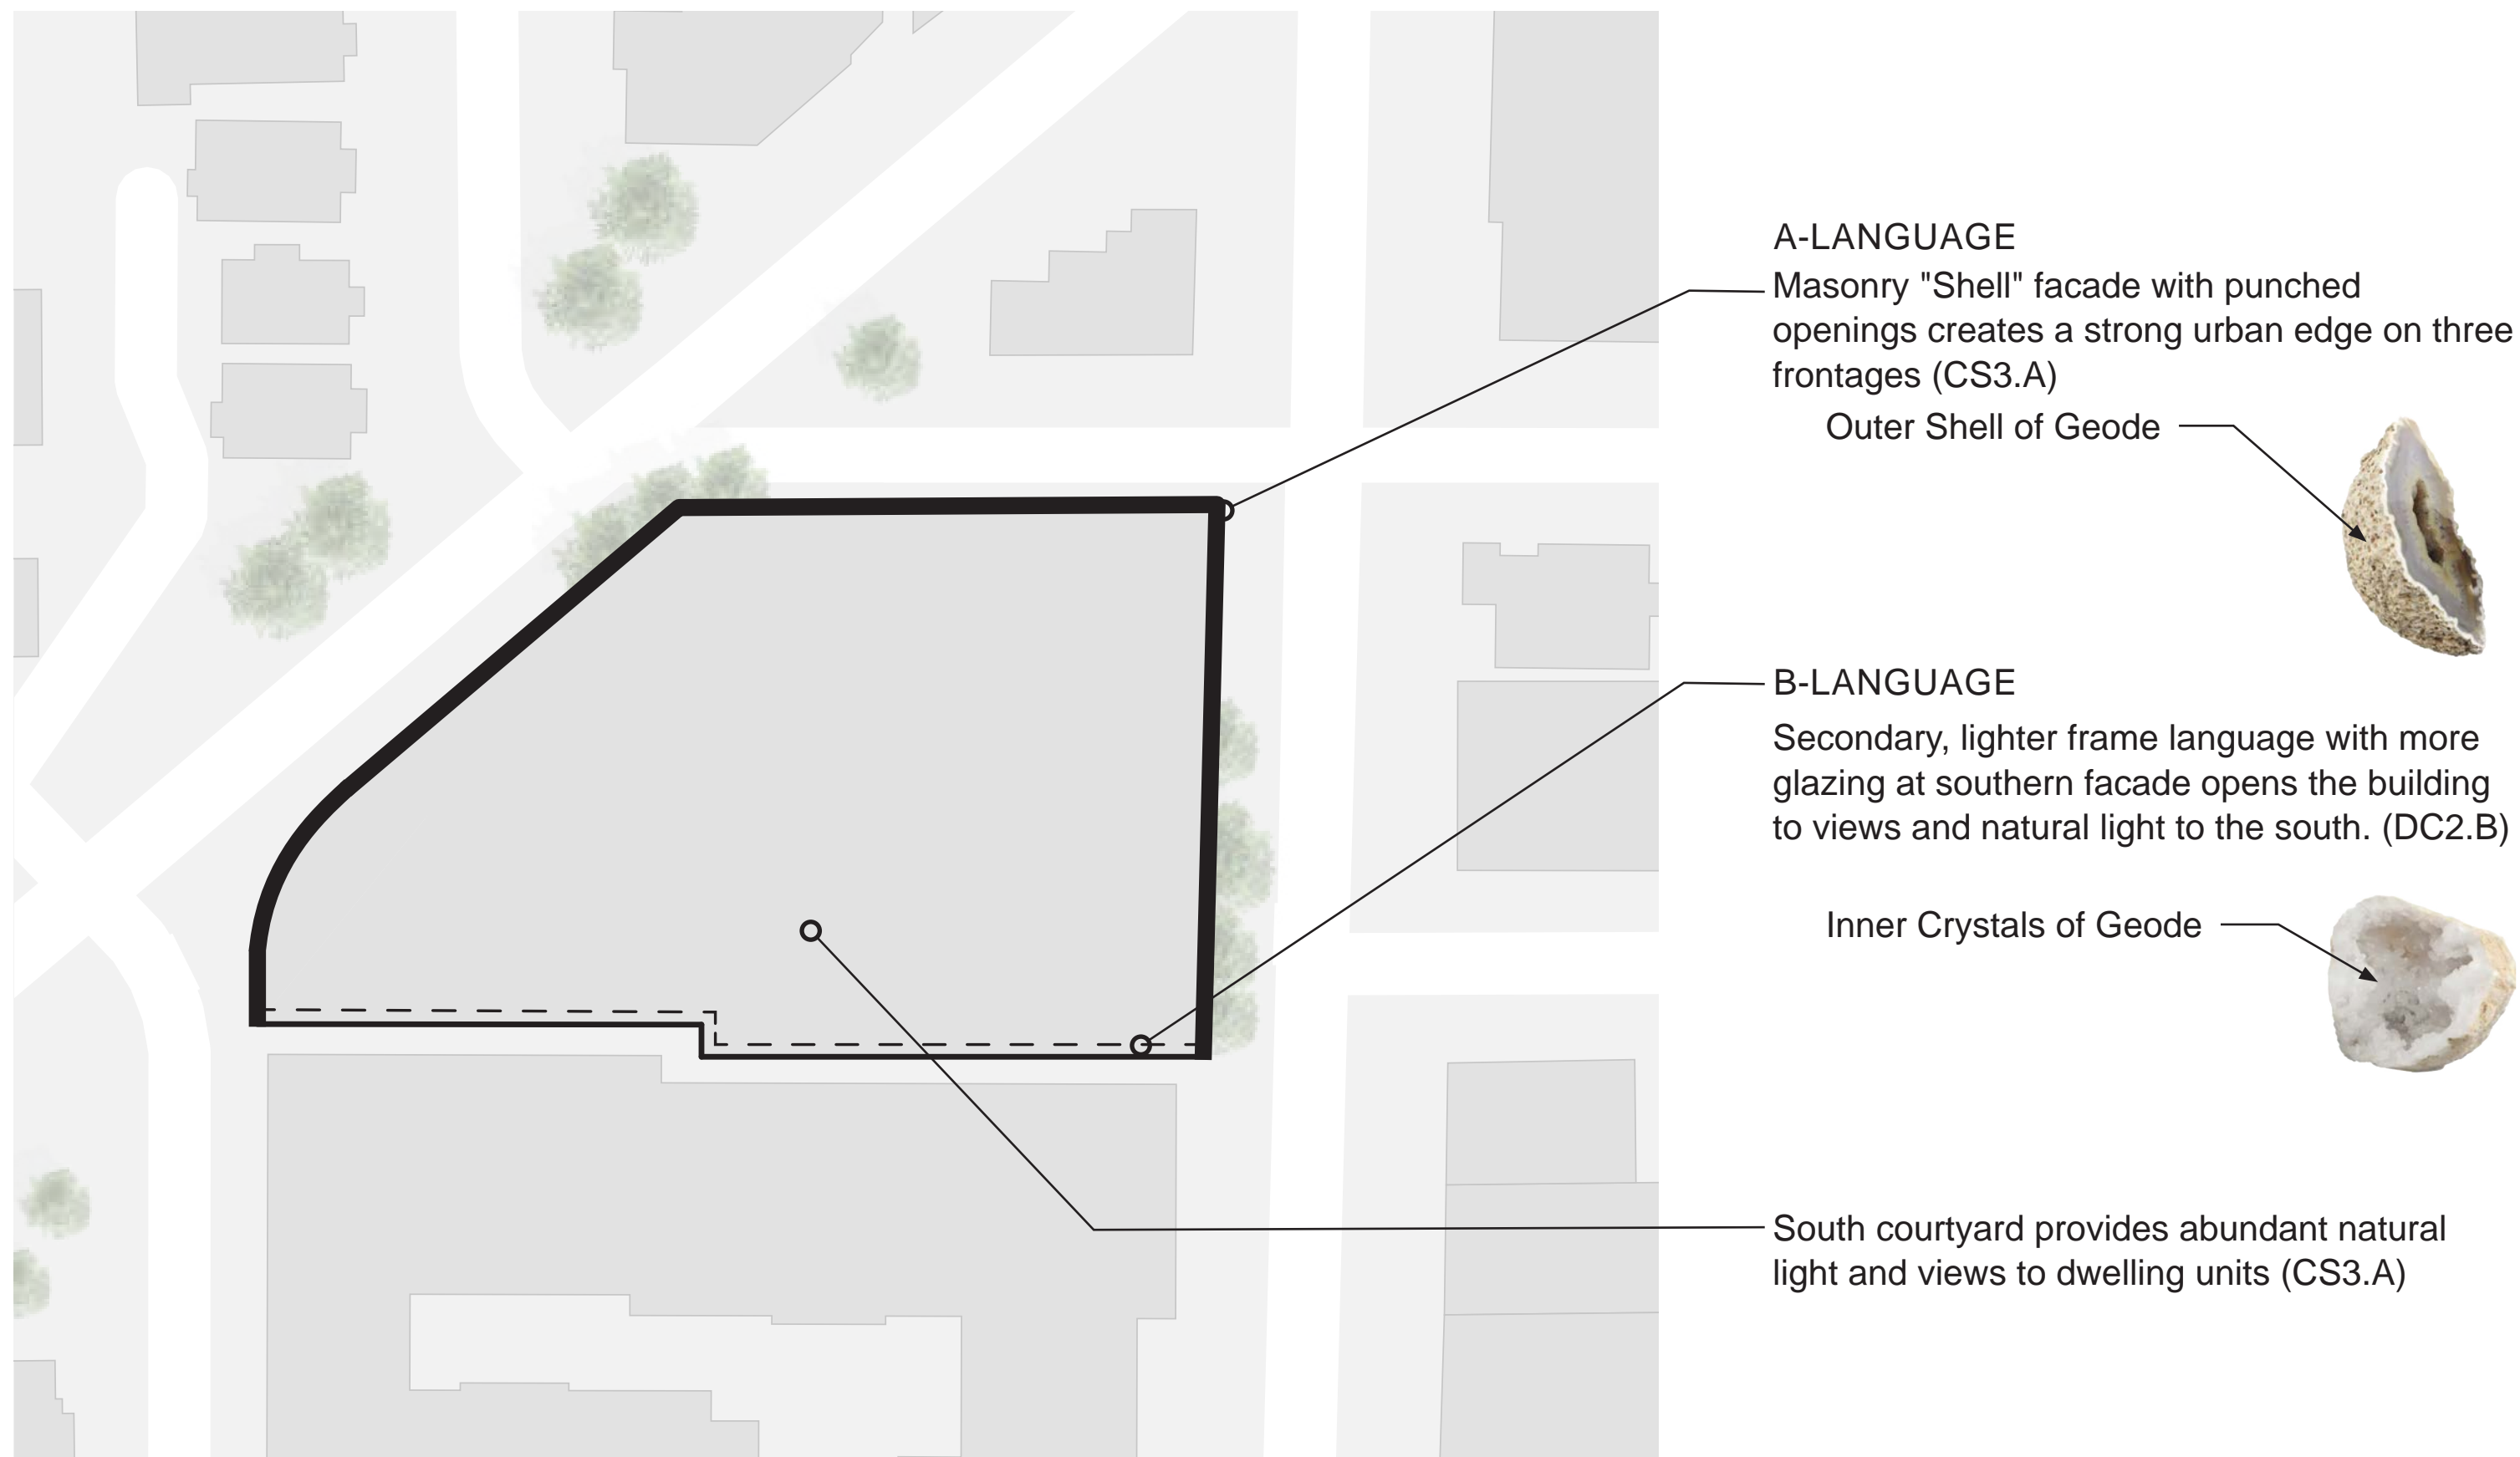 A-LANGUAGE
Masonry "Shell" facade with punched
openings creates a strong urban edge on three
frontages (CS3.A)
Outer Shell of Geode
B-LANGUAGE
Secondary, lighter frame language with more
glazing at southern facade opens the building
to views and natural light to the south. (DC2.B)
Inner Crystals of Geode
South courtyard provides abundant natural
light and views to dwelling units (CS3.A)